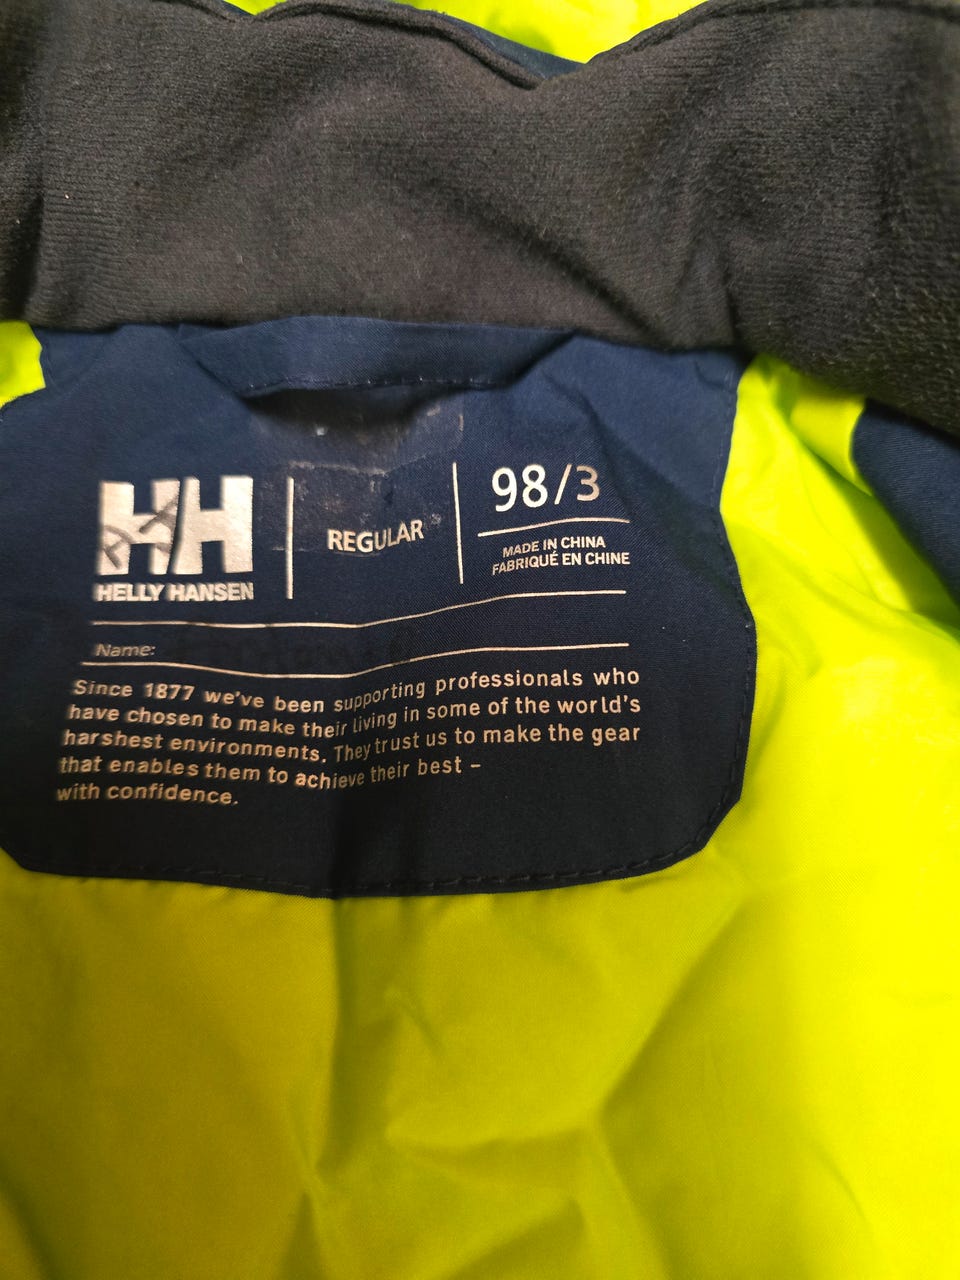 HH
HELLY HANSEN
REGULAR
98/3
MADE IN CHINA
FABRIQUÉ EN CHINE
Name:
Since 1877 we've been supporting professionals who
have chosen to make their living in some of the world's
harshest environments. They trust us to make the gear
that enables them to achieve their best –
with confidence.